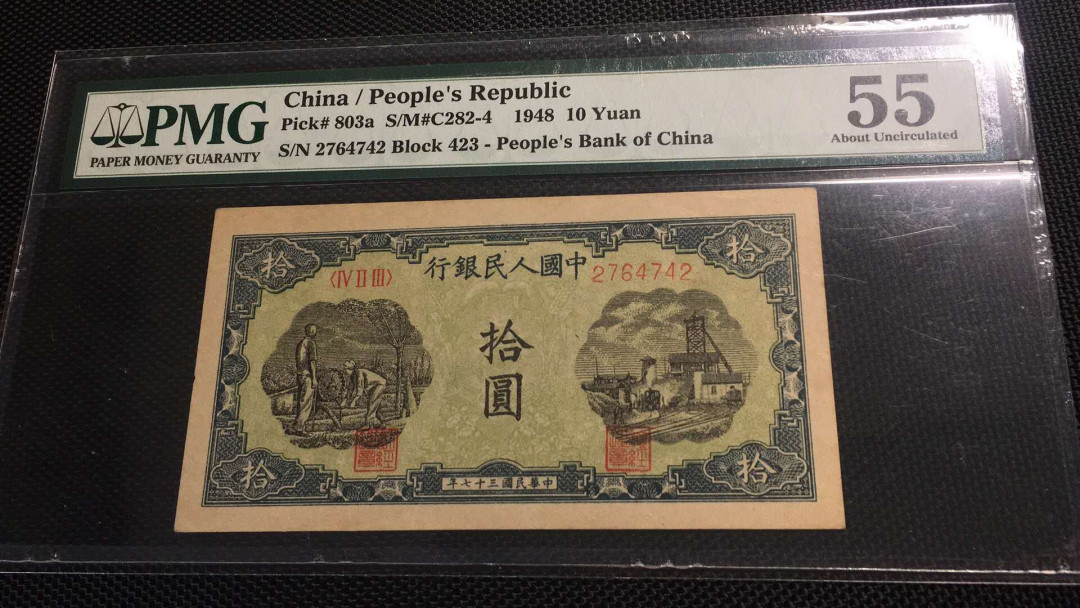 PMG
PAPER MONEY GUARANTY
China / People's Republic
Pick# 803a S/M#C282-4 1948 10 Yuan
S/N 2764742 Block 423 - People's Bank of China
55
About Uncirculated
拾
拾
行銀民人國中
〈IV II III〉
2764742
拾
圓
拾
拾
年七十三國民華中